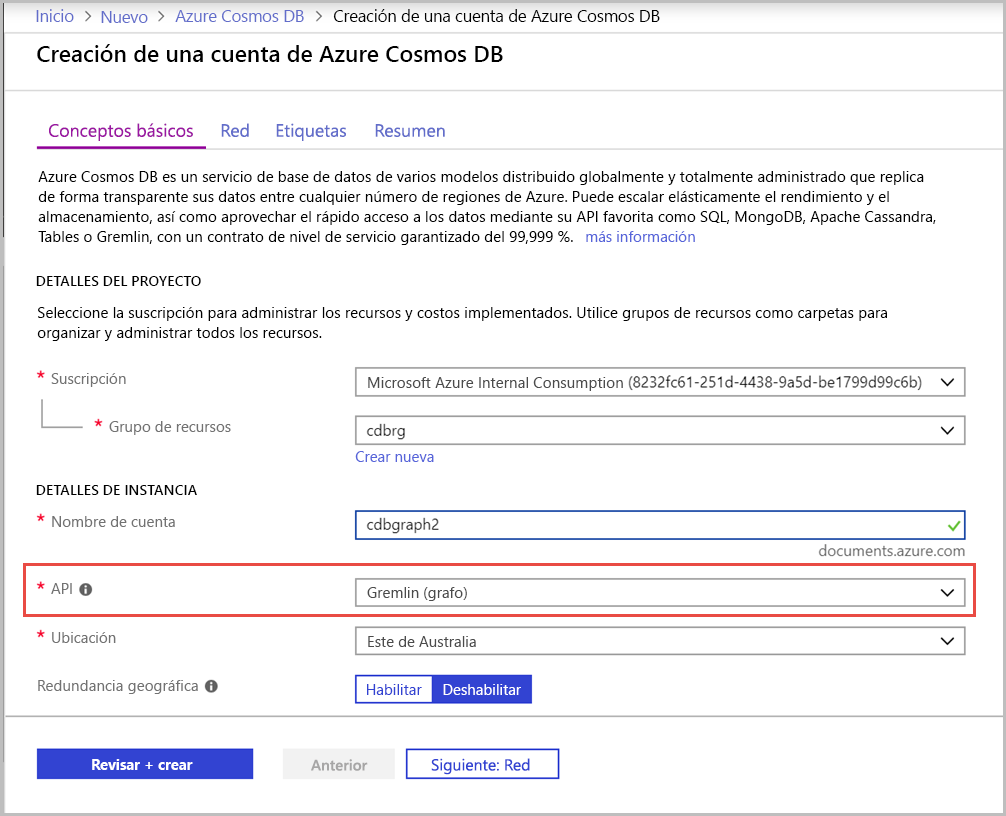 Inicio > Nuevo > Azure Cosmos DB > Creación de una cuenta de Azure Cosmos DB
Creación de una cuenta de Azure Cosmos DB
Conceptos básicos Red Etiquetas Resumen
Azure Cosmos DB es un servicio de base de datos de varios modelos distribuido globalmente y totalmente administrado que replica
de forma transparente sus datos entre cualquier número de regiones de Azure. Puede escalar elásticamente el rendimiento y el
almacenamiento, así como aprovechar el rápido acceso a los datos mediante su API favorita como SQL, MongoDB, Apache Cassandra,
Tables o Gremlin, con un contrato de nivel de servicio garantizado del 99,999 %. más información
DETALLES DEL PROYECTO
Seleccione la suscripción para administrar los recursos y costos implementados. Utilice grupos de recursos como carpetas para
organizar y administrar todos los recursos.
* Suscripción Microsoft Azure Internal Consumption (8232fc61-251d-4438-9a5d-be1799d99c6b)
* Grupo de recursos cdbrg
Crear nueva
DETALLES DE INSTANCIA
* Nombre de cuenta cdbgraph2
documents.azure.com
* API Gremlin (grafo)
* Ubicación Este de Australia
Redundancia geográfica Habilitar Deshabilitar
Revisar + crear Anterior Siguiente: Red